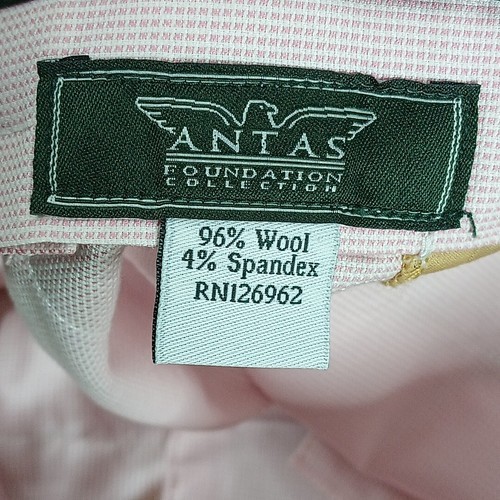 ANTAS
FOUNDATION
COLLECTION
96% Wool
4% Spandex
RN126962